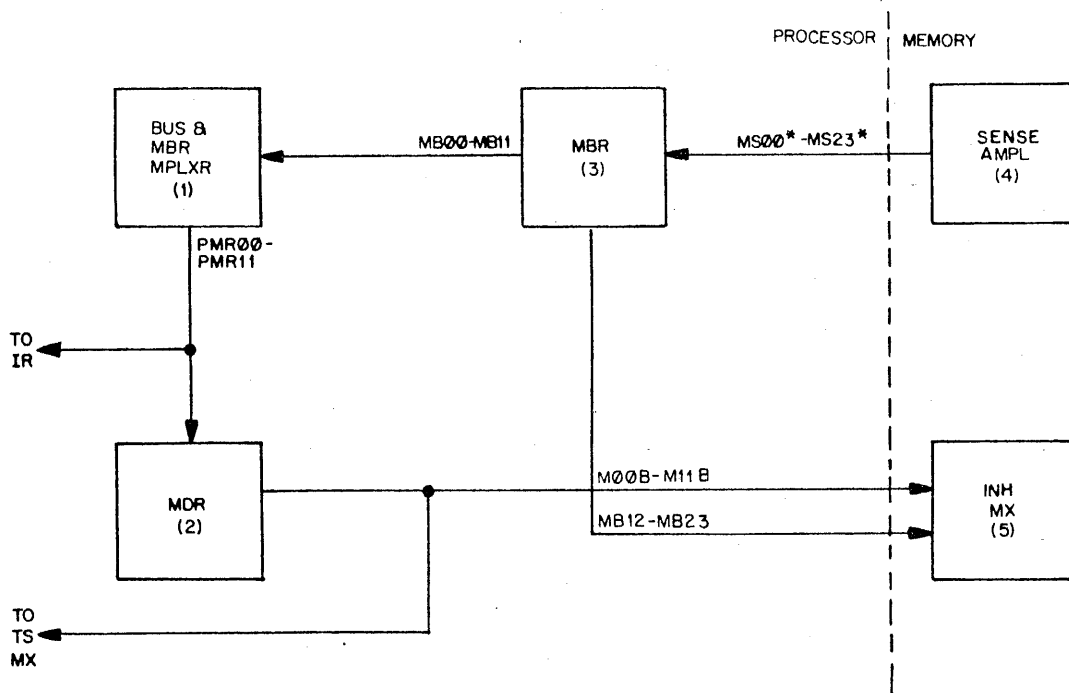 PROCESSOR
MEMORY
BUS &
MBR
MPLXR
(1)
MB00-MB11
MBR
(3)
MS00*-MS23*
SENSE
AMPL
(4)
PMR00-
PMR11
TO
IR
MDR
(2)
M00B-M11B
MB12-MB23
INH
MX
(5)
TO
TS
MX